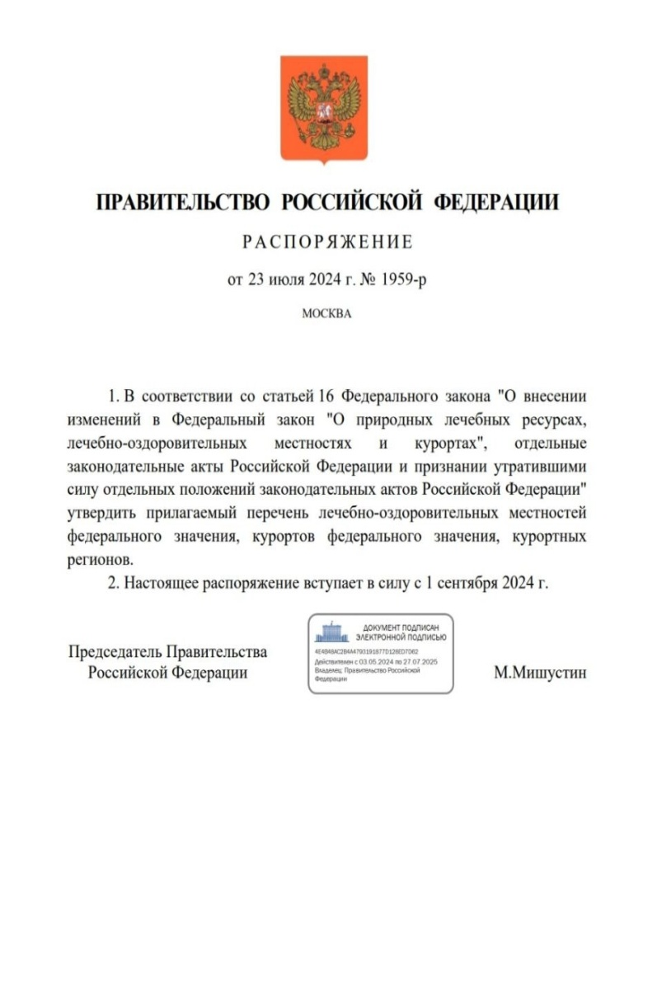 ПРАВИТЕЛЬСТВО РОССИЙСКОЙ ФЕДЕРАЦИИ
РАСПОРЯЖЕНИЕ
от 23 июля 2024 г. № 1959-р
МОСКВА
1. В соответствии со статьей 16 Федерального закона "О внесении
изменений в Федеральный закон "О природных лечебных ресурсах,
лечебно-оздоровительных местностях и курортах", отдельные
законодательные акты Российской Федерации и признании утратившими
силу отдельных положений законодательных актов Российской Федерации"
утвердить прилагаемый перечень лечебно-оздоровительных местностей
федерального значения, курортов федерального значения, курортных
регионов.
2. Настоящее распоряжение вступает в силу с 1 сентября 2024 г.
Председатель Правительства
Российской Федерации
ДОКУМЕНТ ПОДПИСАН
ЭЛЕКТРОННОЙ ПОДПИСЬЮ
Действителен с 03.05.2024 по 27.07.2025
Владелец: Правительство Российской
Федерации
М.Мишустин